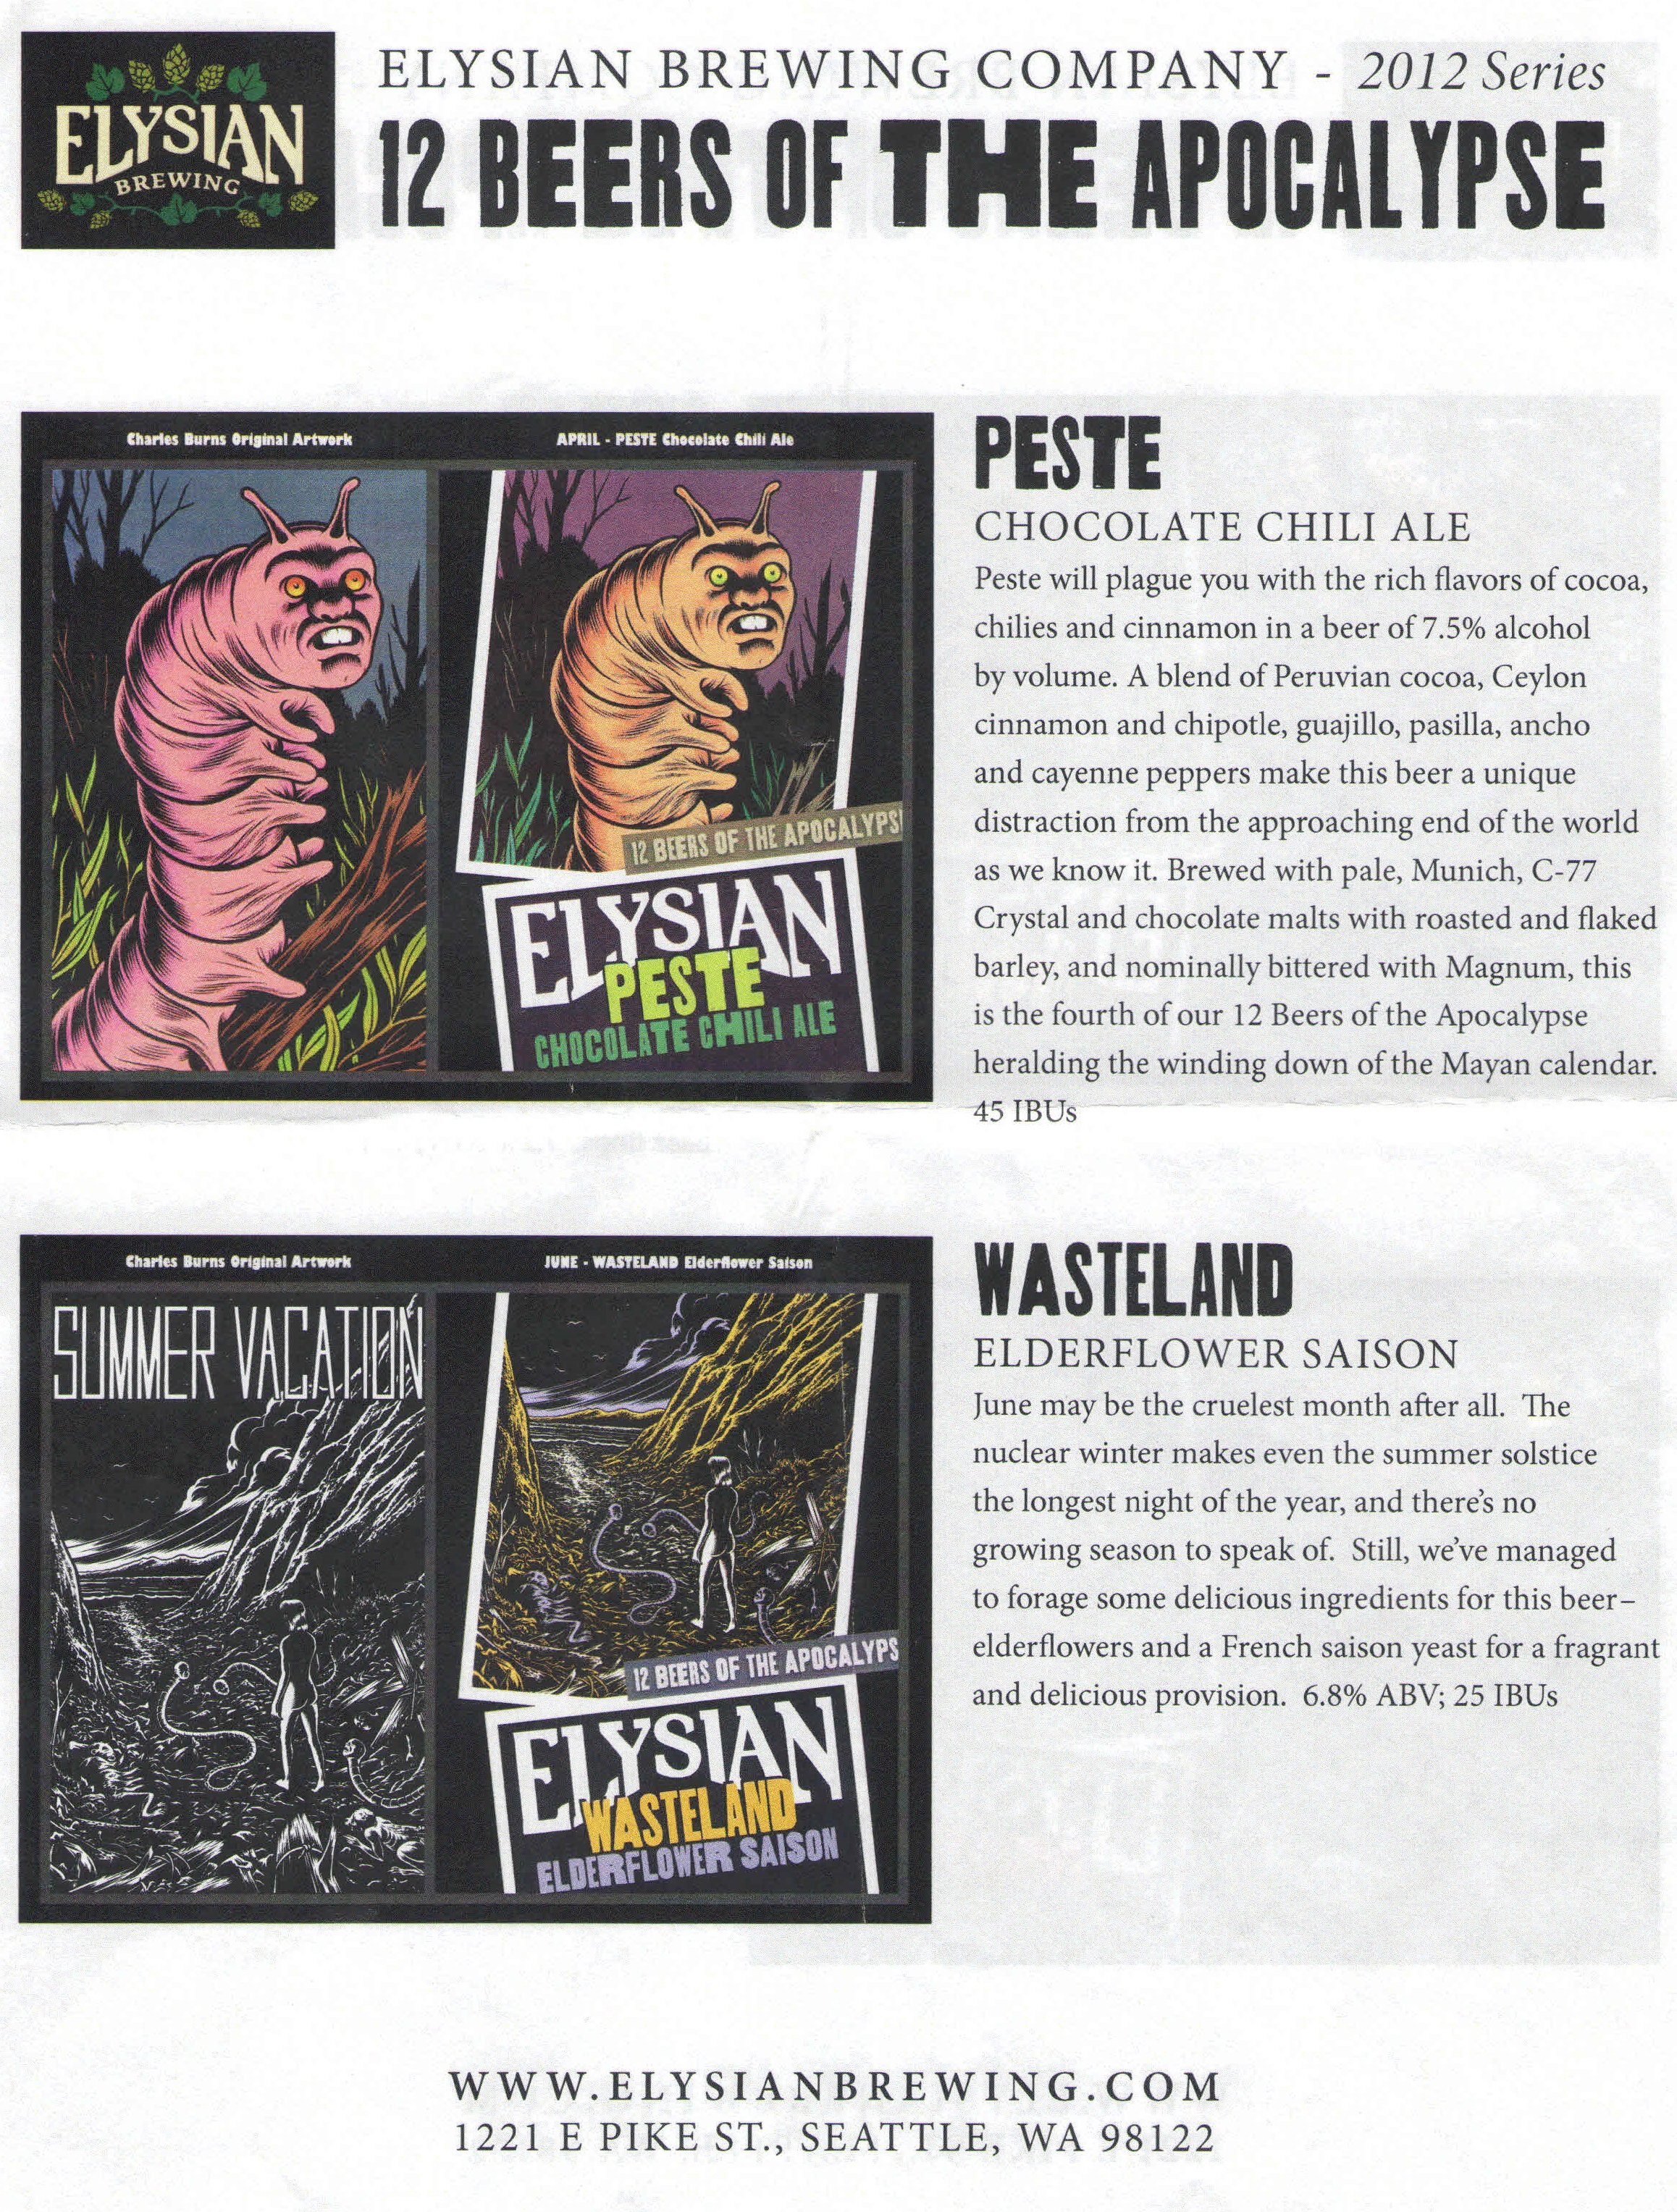 ELYSIAN
BREWING
ELYSIAN BREWING COMPANY - 2012 Series
12 BEERS OF THE APOCALYPSE
Charles Burns Original Artwork
APRIL - PESTE Chocolate Chili Ale
12 BEERS OF THE APOCALYPS
ELYSIAN
PESTE
CHOCOLATE CHILI ALE
PESTE
CHOCOLATE CHILI ALE
Peste will plague you with the rich flavors of cocoa,
chilies and cinnamon in a beer of 7.5% alcohol
by volume. A blend of Peruvian cocoa, Ceylon
cinnamon and chipotle, guajillo, pasilla, ancho
and cayenne peppers make this beer a unique
distraction from the approaching end of the world
as we know it. Brewed with pale, Munich, C-77
Crystal and chocolate malts with roasted and flaked
barley, and nominally bittered with Magnum, this
is the fourth of our 12 Beers of the Apocalypse
heralding the winding down of the Mayan calendar.
45 IBUs
Charles Burns Original Artwork
JUNE - WASTELAND Elderflower Saison
SUMMER VACATION
12 BEERS OF THE APOCALYPS
ELYSIAN
WASTELAND
ELDERFLOWER SAISON
WASTELAND
ELDERFLOWER SAISON
June may be the cruelest month after all.  The
nuclear winter makes even the summer solstice
the longest night of the year, and there's no
growing season to speak of.  Still, we've managed
to forage some delicious ingredients for this beer–
elderflowers and a French saison yeast for a fragrant
and delicious provision.  6.8% ABV; 25 IBUs
WWW.ELYSIANBREWING.COM
1221 E PIKE ST., SEATTLE, WA 98122